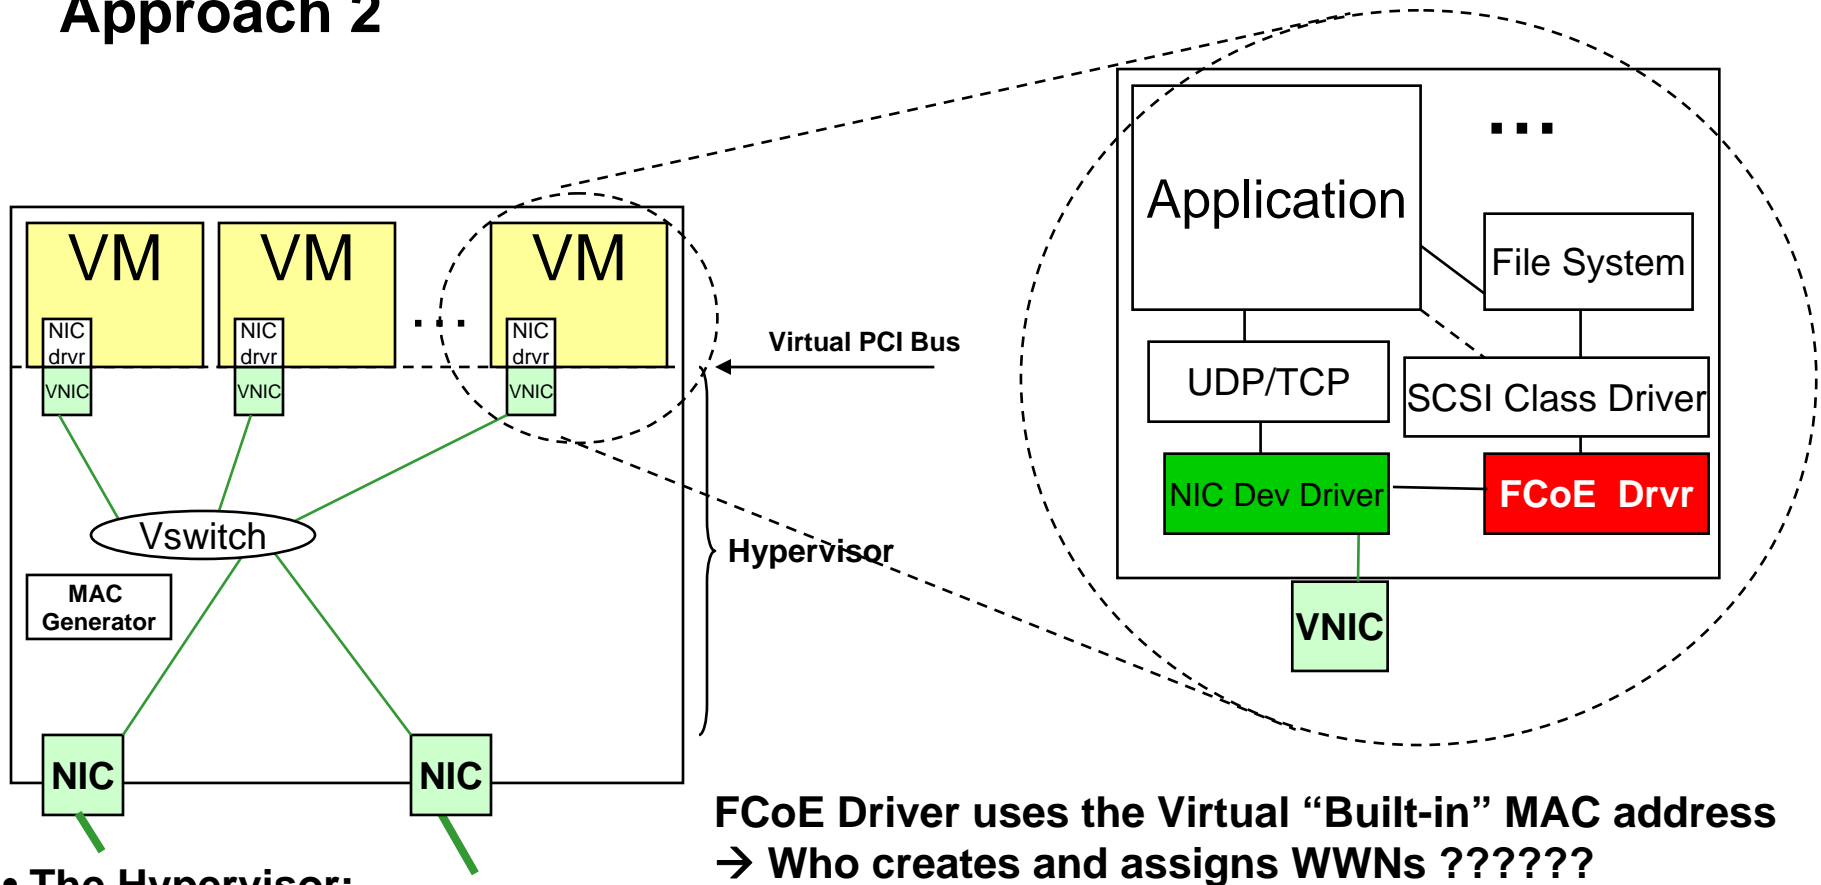 Approach 2
VM
VM
VM
NIC
drvr
NIC
drvr
...
NIC
drvr
VNIC
VNIC
VNIC
Virtual PCI Bus
Vswitch
Hypervisor
MAC
Generator
NIC
NIC
Application
...
File System
UDP/TCP
SCSI Class Driver
NIC Dev Driver
FCoE Drvr
VNIC
FCoE Driver uses the Virtual “Built-in” MAC address
→ Who creates and assigns WWNs ??????
• The Hypervisor: